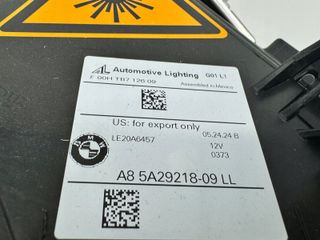 Automotive Lighting G01 L1
F 00H TB7 126 09 Assembled in Mexico
US: for export only
LE20A6457 05.24.24 B
BMW
12V
0373
A8 5A29218-09 LL